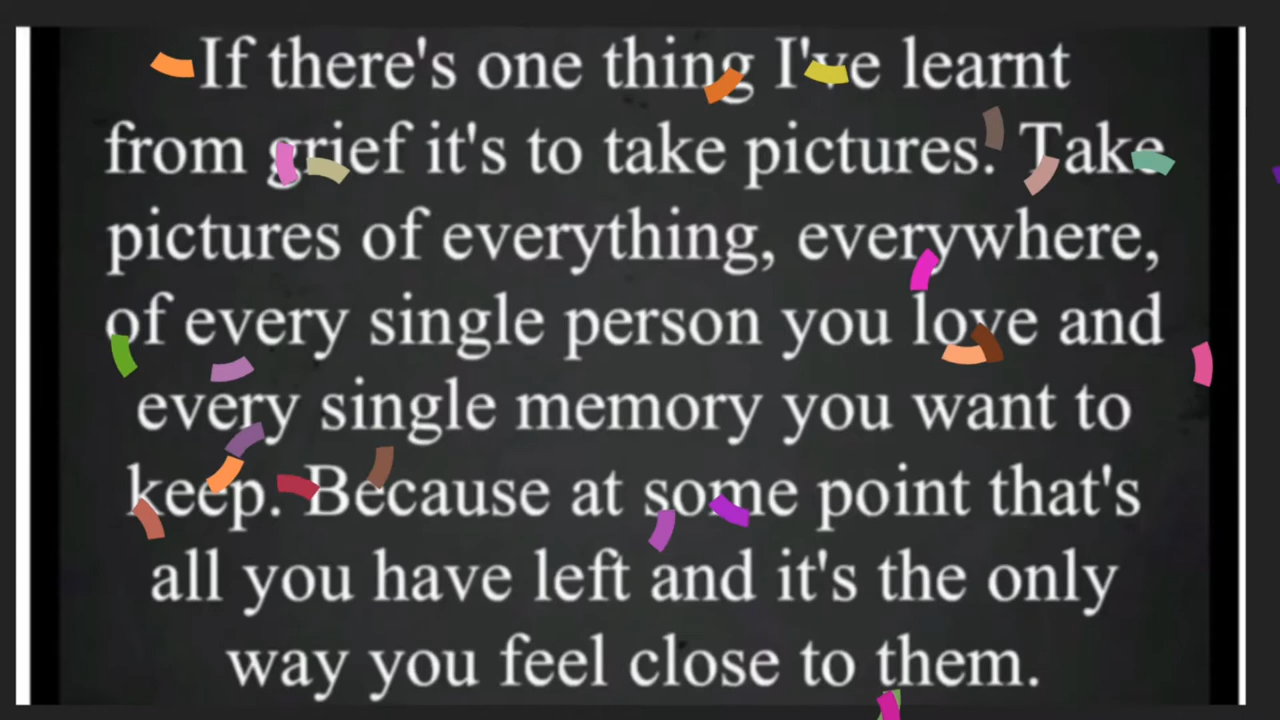 If there's one thing I've learnt
from grief it's to take pictures. Take
pictures of everything, everywhere,
of every single person you love and
every single memory you want to
keep. Because at some point that's
all you have left and it's the only
way you feel close to them.